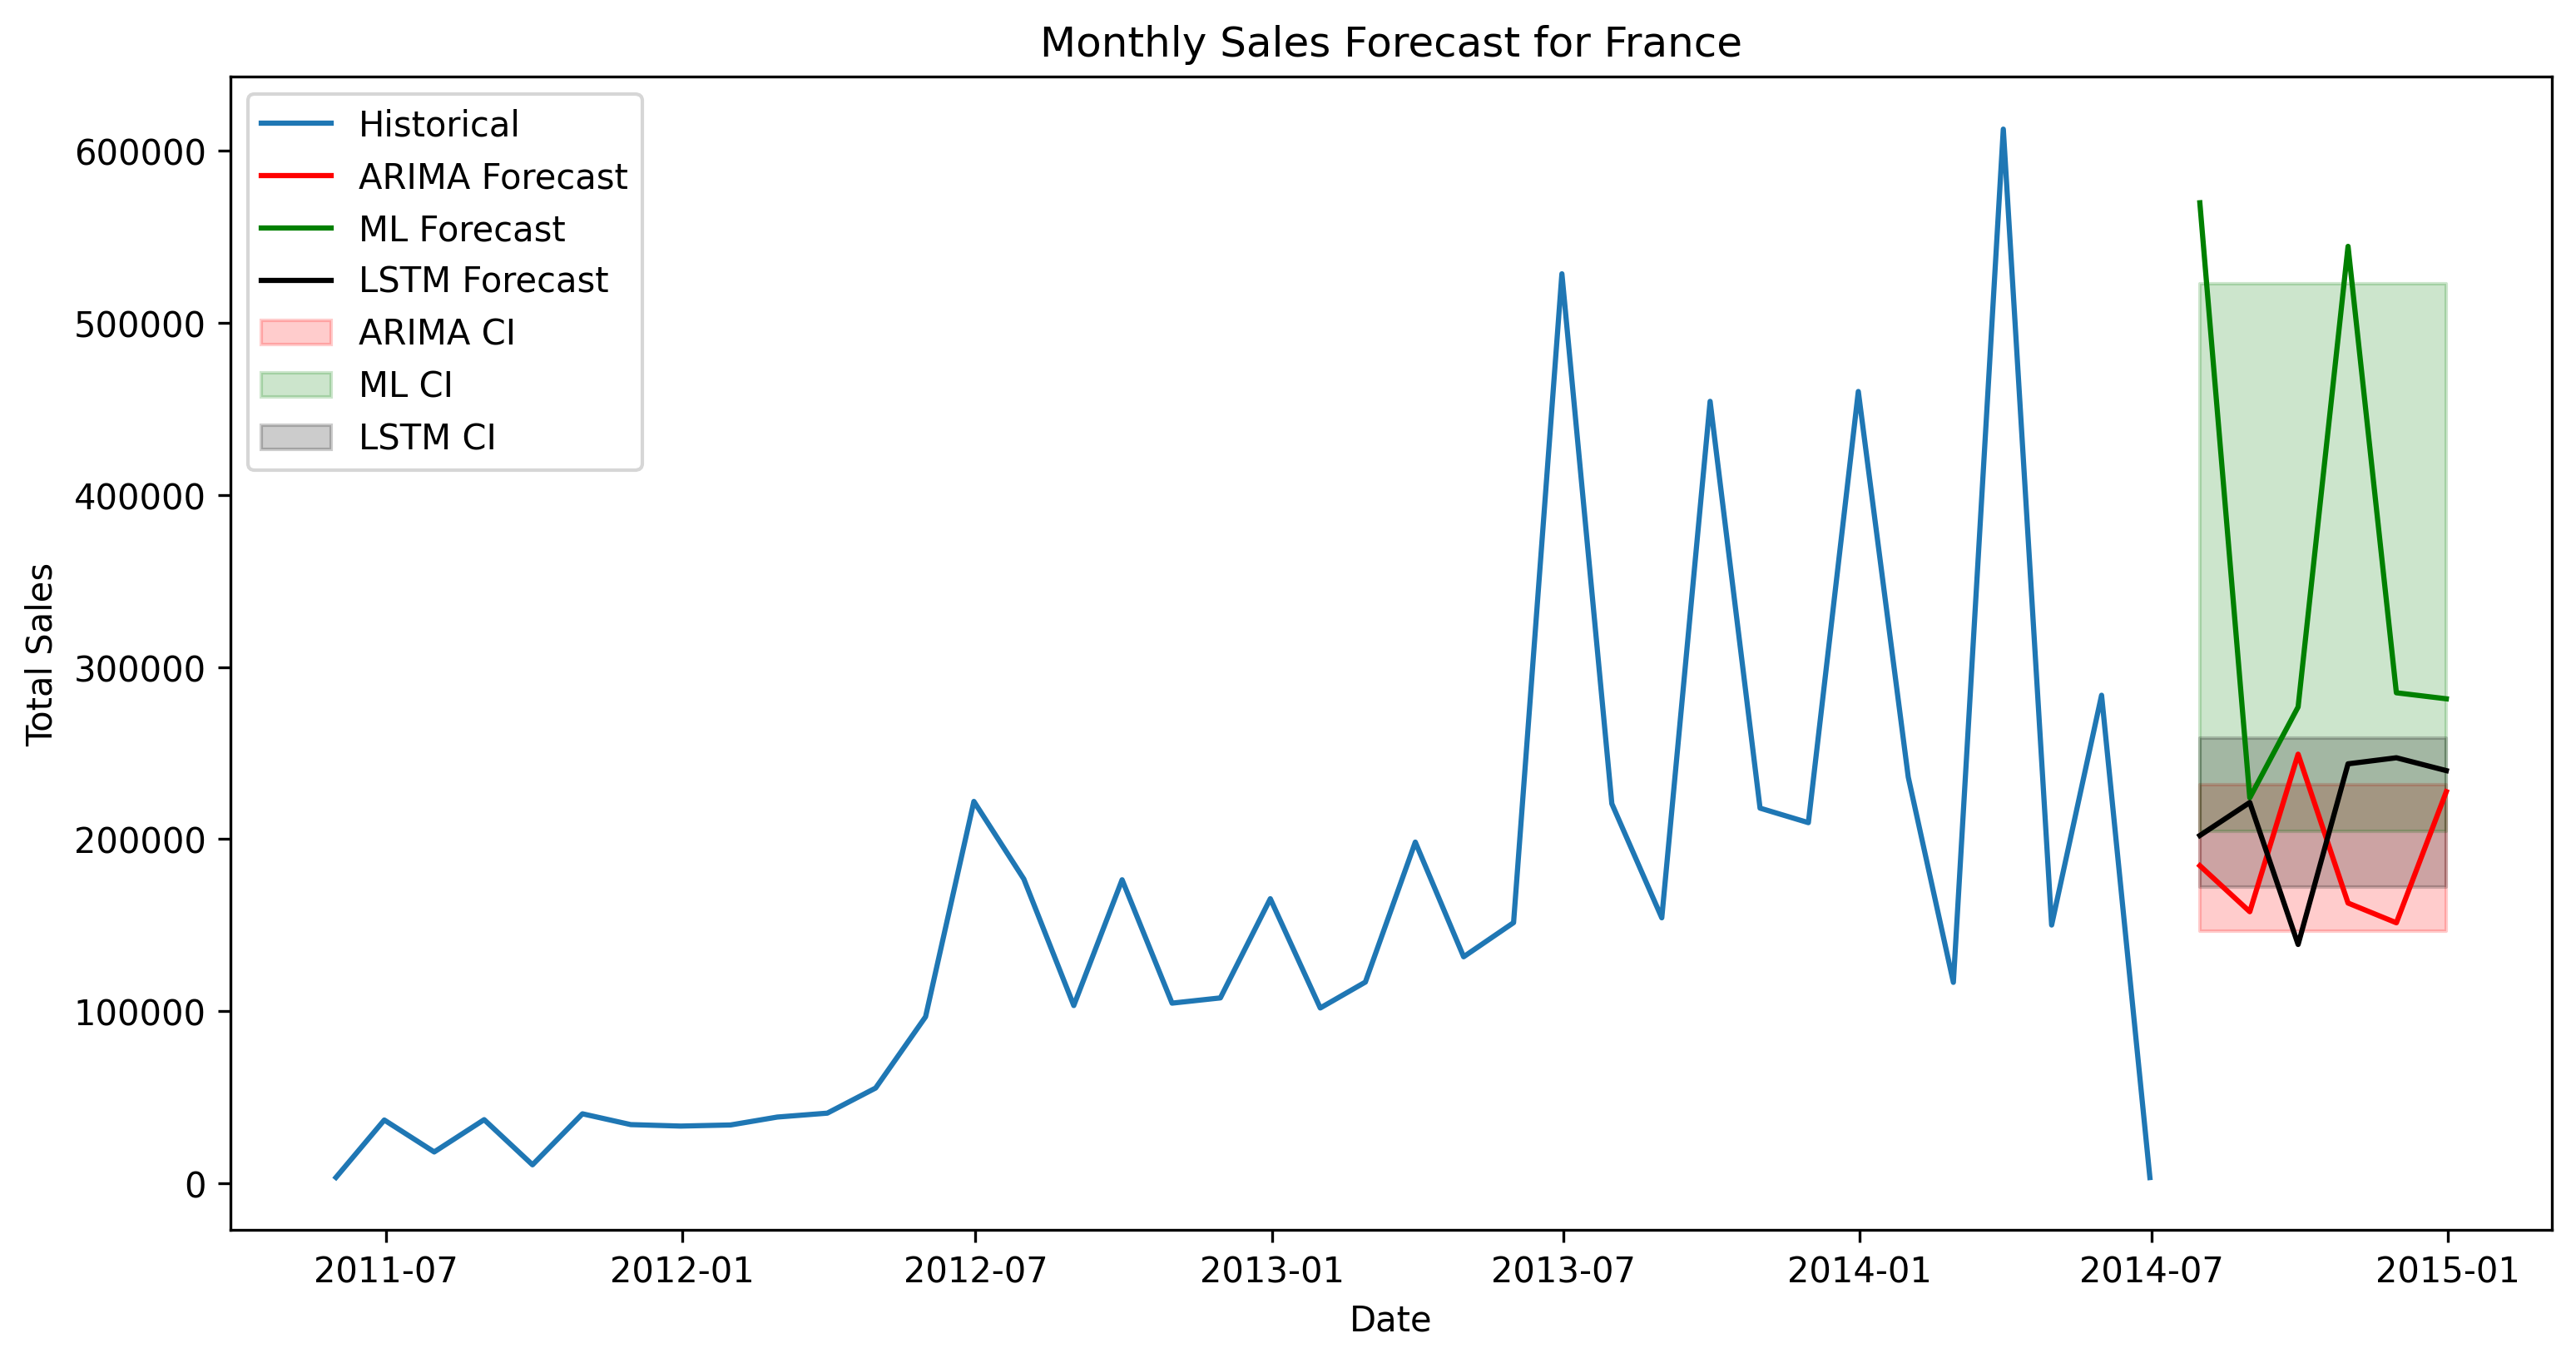 Monthly Sales Forecast for France
Historical
ARIMA Forecast
ML Forecast
LSTM Forecast
ARIMA CI
ML CI
LSTM CI
600000
500000
400000
300000
200000
100000
0
Total Sales
2011-07 2012-01 2012-07 2013-01 2013-07 2014-01 2014-07 2015-01
Date